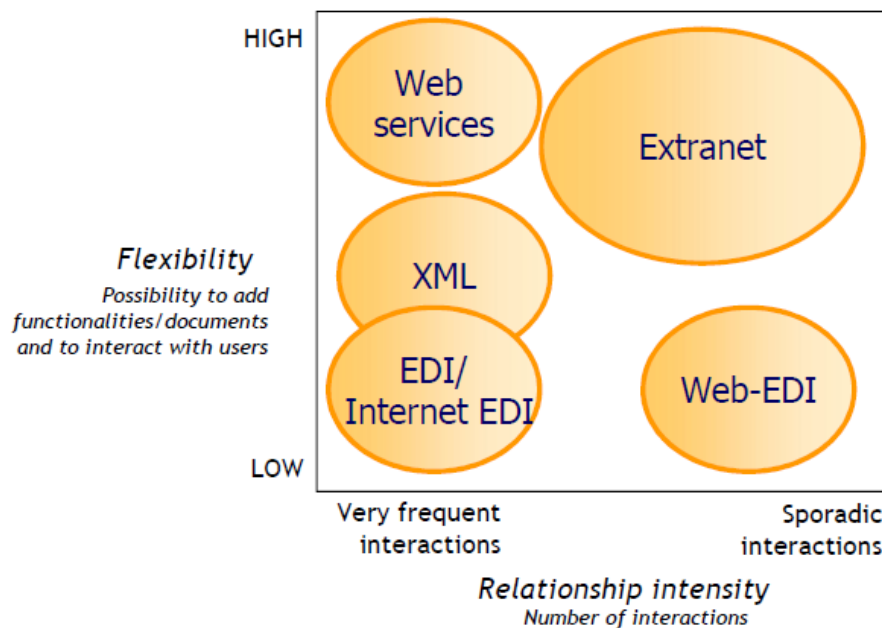 HIGH
Web
services
Extranet
Flexibility
Possibility to add
functionalities/documents
and to interact with users
XML
EDI/
Internet EDI
Web-EDI
LOW
Very frequent
interactions
Sporadic
interactions
Relationship intensity
Number of interactions